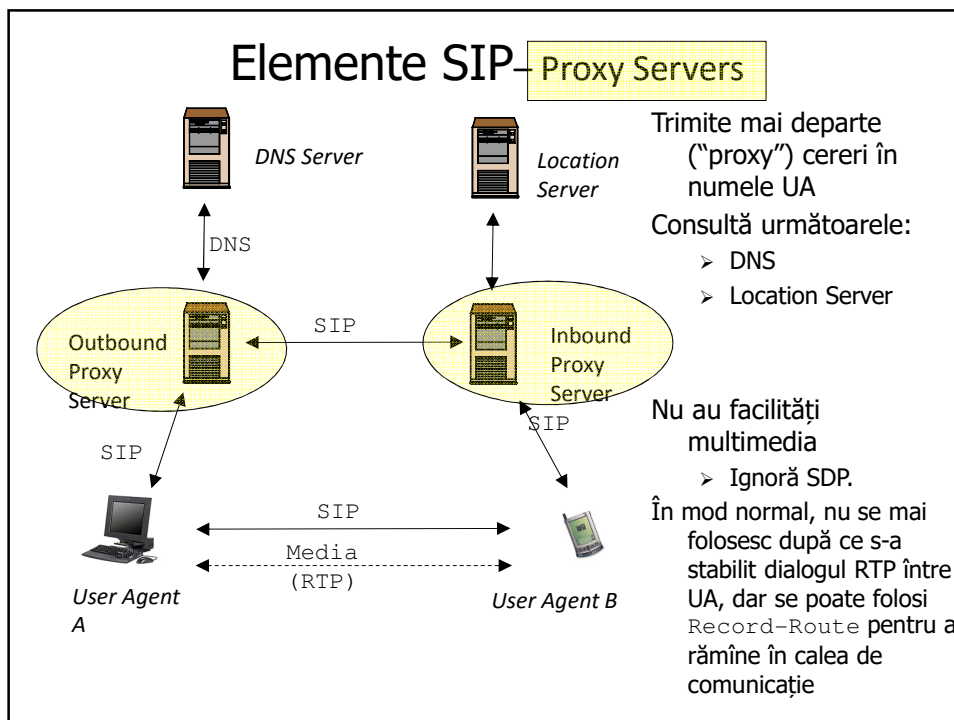 Elemente SIP– Proxy Servers
DNS Server
Location
Server
DNS
SIP
Outbound
Proxy
Server
Inbound
Proxy
Server
SIP
SIP
SIP
Media
(RTP)
User Agent
A
User Agent B
Trimite mai departe
(“proxy”) cereri în
numele UA
Consultă următoarele:
➢ DNS
➢ Location Server
Nu au facilități
multimedia
➢ Ignoră SDP.
În mod normal, nu se mai
folosesc după ce s-a
stabilit dialogul RTP între
UA, dar se poate folosi
Record-Route pentru a
rămîne în calea de
comunicație